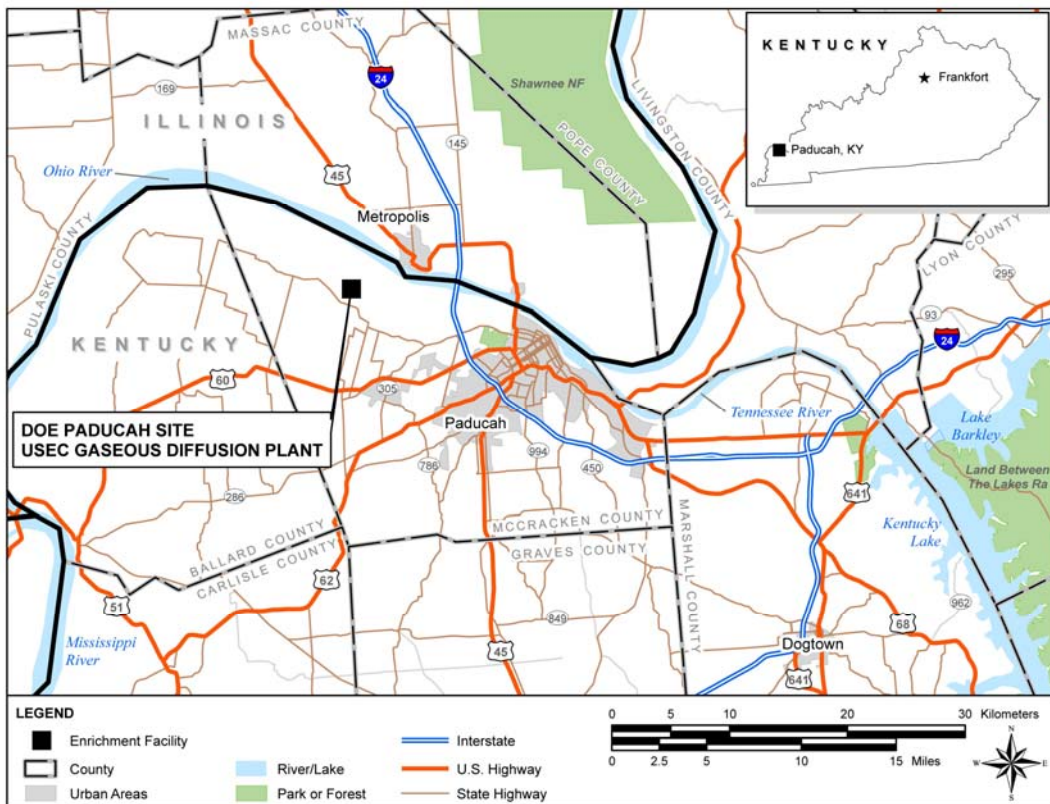 MASSAC COUNTY
24
169
ILLINOIS
Shawnee NF
LIVINGSTON COUNTY
POPE COUNTY
145
Ohio River
45
Metropolis
PULASKI COUNTY
KENTUCKY
Frankfort
Paducah, KY
LYON COUNTY
295
93
24
KENTUCKY
60
305
DOE PADUCAH SITE
USEC GASEOUS DIFFUSION PLANT
Paducah
Tennessee River
Lake
Barkley
786
994
450
Land Between
The Lakes Ra
641
286
Kentucky
Lake
BALLARD COUNTY
CARLISLE COUNTY
MCCRACKEN COUNTY
GRAVES COUNTY
MARSHALL COUNTY
51
62
962
849
68
Mississippi
River
45
Dogtown
641
LEGEND
Enrichment Facility
County
Urban Areas
River/Lake
Park or Forest
Interstate
U.S. Highway
State Highway
0 5 10 20 30 Kilometers
0 2.5 5 10 15 Miles
N
W E
S